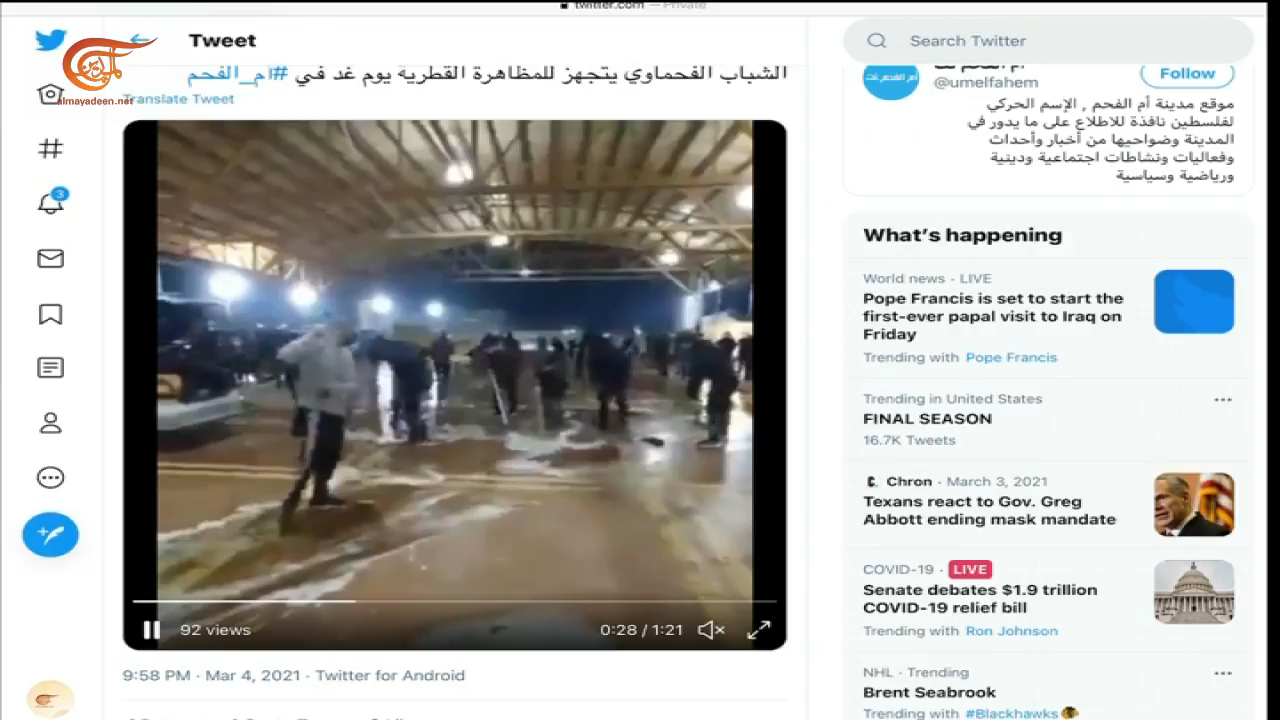 twitter.com — Private
Tweet
الشباب الفحماوي يتجهز للمظاهرة القطرية يوم غد في #ام_الفحم
Translate Tweet
الميادين
almayadeen.net
3
92 views
0:28 / 1:21
9:58 PM · Mar 4, 2021 · Twitter for Android
Search Twitter
أم الفحم نت
@umelfahem
Follow
موقع مدينة أم الفحم , الإسم الحركي
لفلسطين نافذة للاطلاع على ما يدور في
المدينة وضواحيها من أخبار وأحداث
وفعاليات ونشاطات اجتماعية ودينية
ورياضية وسياسية
What's happening
World news · LIVE
Pope Francis is set to start the
first-ever papal visit to Iraq on
Friday
Trending with Pope Francis
Trending in United States
FINAL SEASON
16.7K Tweets
Chron · March 3, 2021
Texans react to Gov. Greg
Abbott ending mask mandate
COVID-19 · LIVE
Senate debates $1.9 trillion
COVID-19 relief bill
Trending with Ron Johnson
NHL · Trending
Brent Seabrook
Trending with #Blackhawks